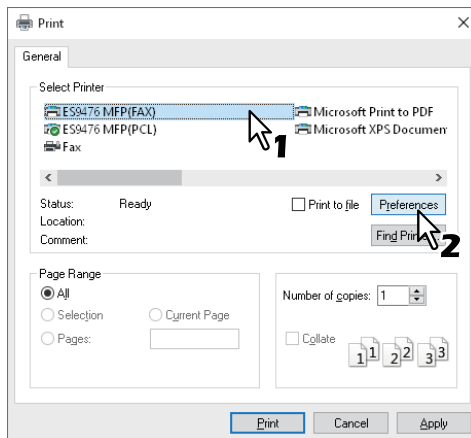 Print
General
Select Printer
ES9476 MFP(FAX)
Microsoft Print to PDF
ES9476 MFP(PCL)
Microsoft XPS Documen
Fax
1
Status: Ready
Print to file
Preferences
Location:
Comment:
2
Page Range
All
Selection
Current Page
Pages:
Number of copies: 1
Collate
1 1 2 2 3 3
Print
Cancel
Apply